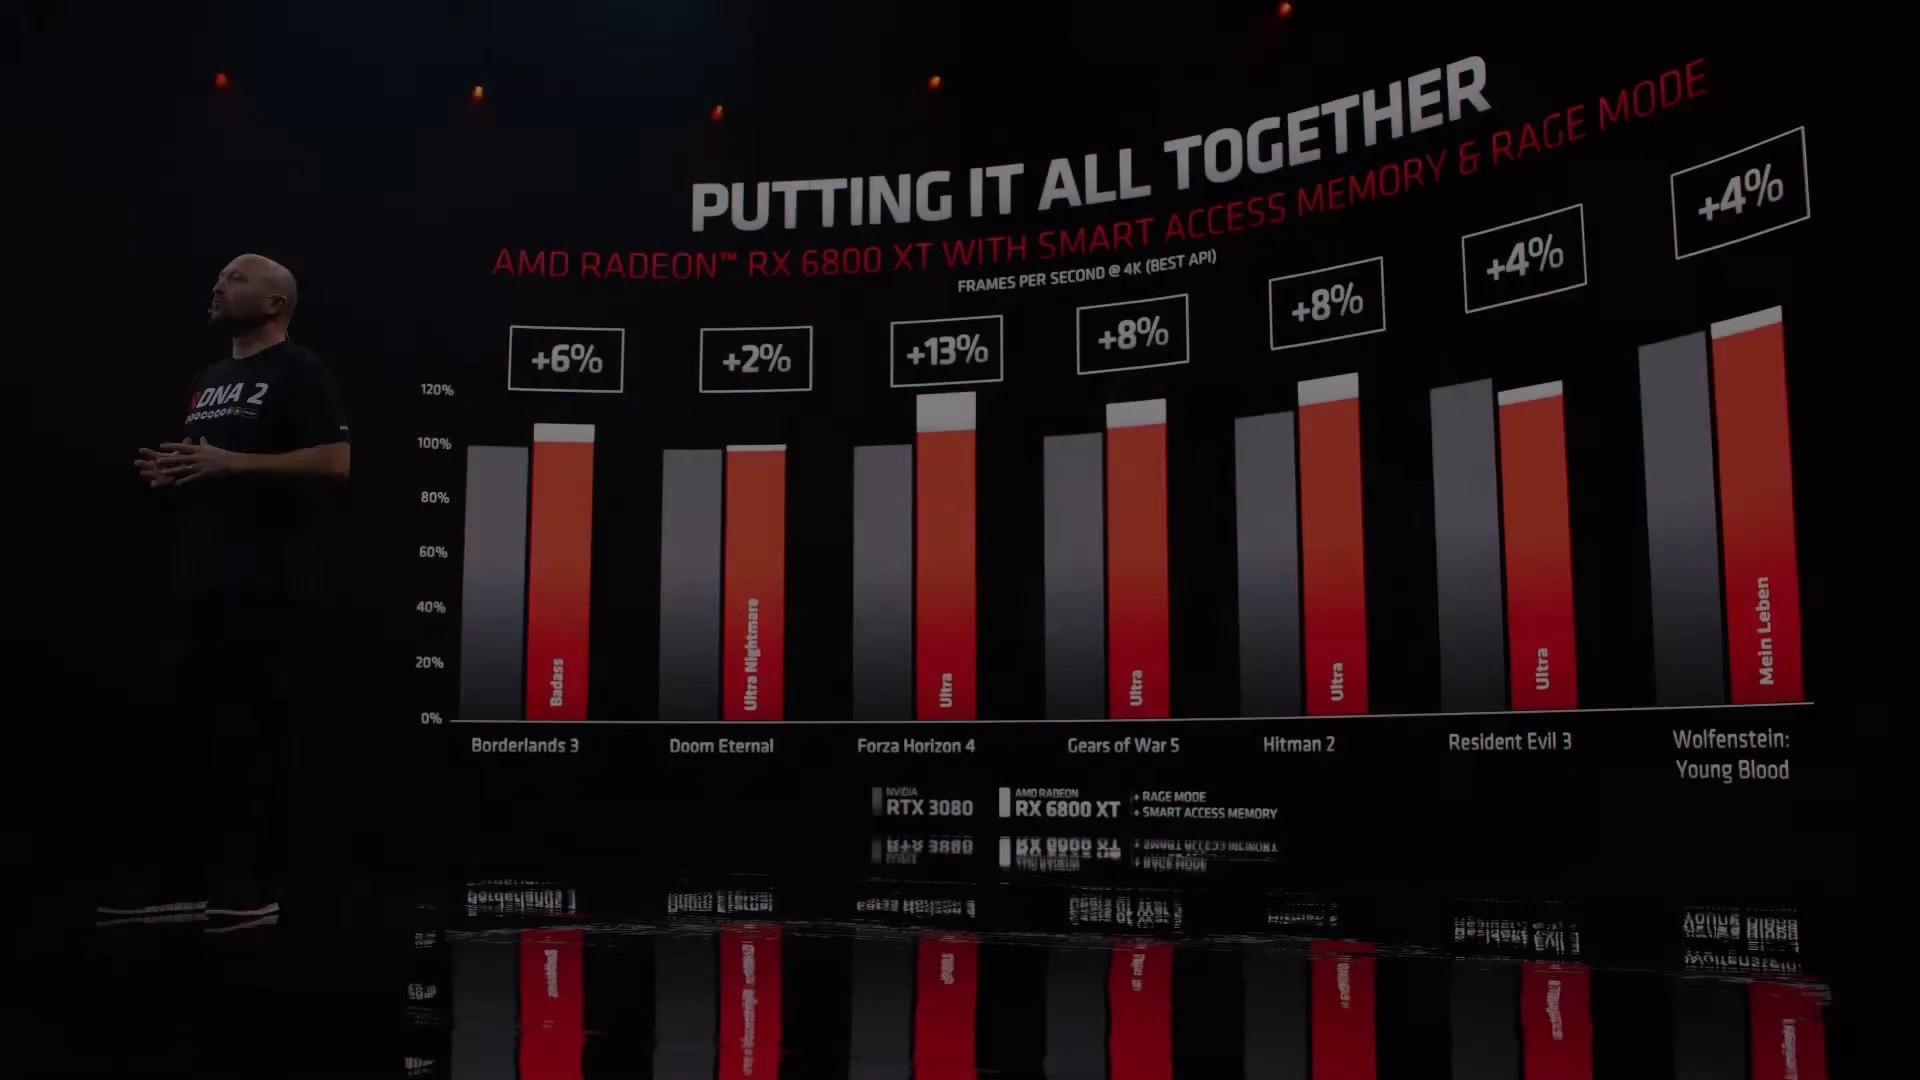 PUTTING IT ALL TOGETHER
AMD RADEON™ RX 6800 XT WITH SMART ACCESS MEMORY & RAGE MODE
FRAMES PER SECOND @ 4K (BEST API)
+6%
+2%
+13%
+8%
+8%
+4%
+4%
120%
100%
80%
60%
40%
20%
0%
Badass
Ultra Nightmare
Ultra
Ultra
Ultra
Ultra
Mein Leben
Borderlands 3
Doom Eternal
Forza Horizon 4
Gears of War 5
Hitman 2
Resident Evil 3
Wolfenstein:
Young Blood
NVIDIA
RTX 3080
AMD RADEON
RX 6800 XT
+ RAGE MODE
+ SMART ACCESS MEMORY
DNA 2